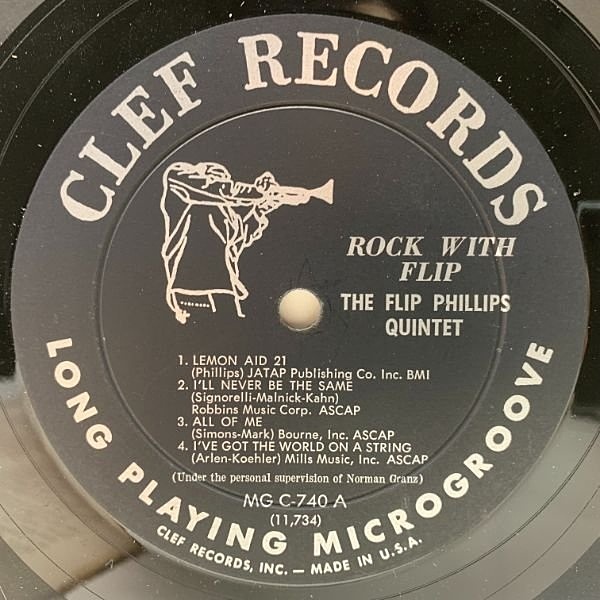 CLEF RECORDS
ROCK WITH
FLIP
THE FLIP PHILLIPS
QUINTET
1. LEMON AID 21
(Phillips) JATAP Publishing Co. Inc. BMI
2. I'LL NEVER BE THE SAME
(Signorelli-Malnick-Kahn)
Robbins Music Corp. ASCAP
3. ALL OF ME
(Simons-Mark) Bourne, Inc. ASCAP
4. I'VE GOT THE WORLD ON A STRING
(Arlen-Koehler) Mills Music, Inc. ASCAP
(Under the personal supervision of Norman Granz)
MG C-740 A
(11,734)
LONG PLAYING MICROGROOVE
CLEF RECORDS, INC. — MADE IN U.S.A.